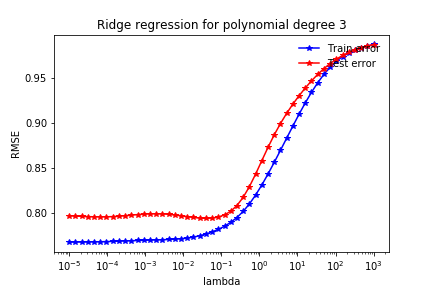 Ridge regression for polynomial degree 3
Train error
Test error
RMSE
0.95
0.90
0.85
0.80
10⁻⁵ 10⁻⁴ 10⁻³ 10⁻² 10⁻¹ 10⁰ 10¹ 10² 10³
lambda